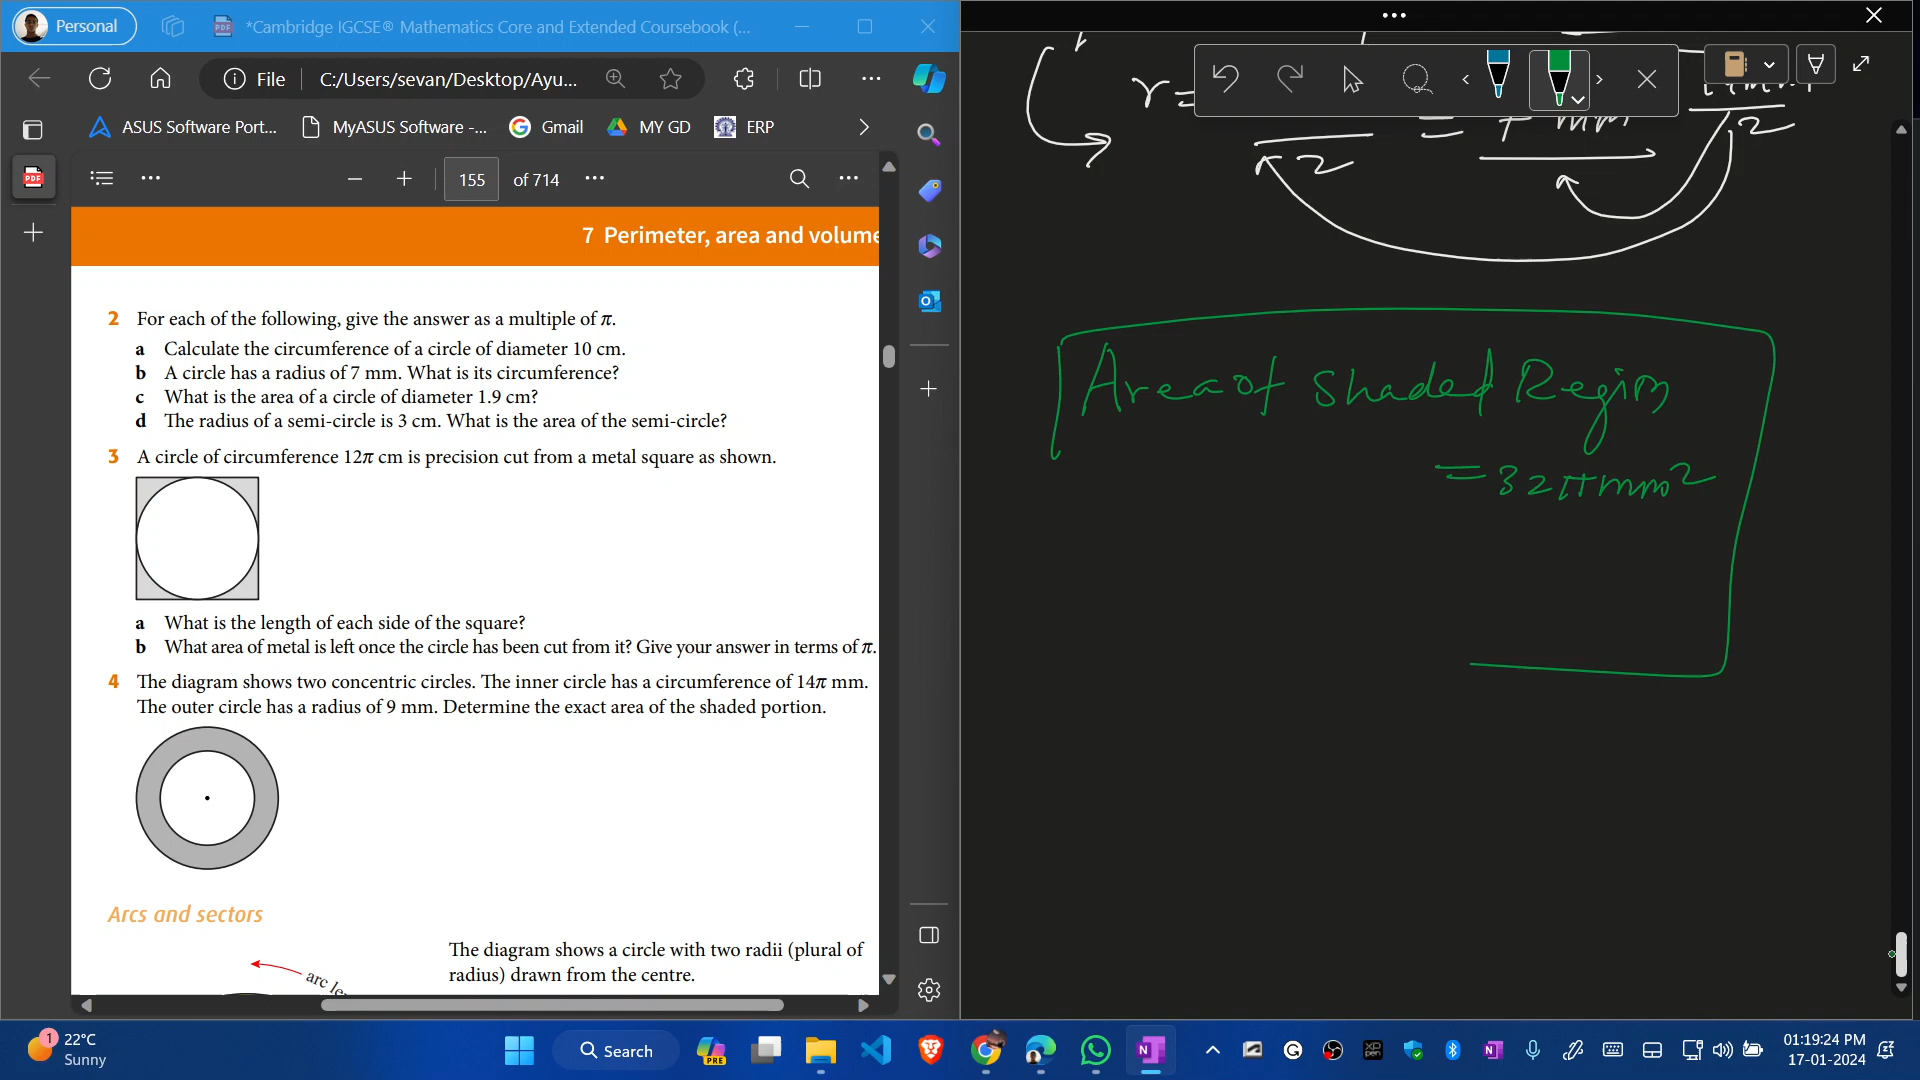 Personal
*Cambridge IGCSE® Mathematics Core and Extended Coursebook (...
File
C:/Users/sevan/Desktop/Ayu...
ASUS Software Port...
MyASUS Software -...
Gmail
MY GD
ERP
155 of 714
7 Perimeter, area and volume
2 For each of the following, give the answer as a multiple of π.
a Calculate the circumference of a circle of diameter 10 cm.
b A circle has a radius of 7 mm. What is its circumference?
c What is the area of a circle of diameter 1.9 cm?
d The radius of a semi-circle is 3 cm. What is the area of the semi-circle?
3 A circle of circumference 12π cm is precision cut from a metal square as shown.
a What is the length of each side of the square?
b What area of metal is left once the circle has been cut from it? Give your answer in terms of π.
4 The diagram shows two concentric circles. The inner circle has a circumference of 14π mm.
The outer circle has a radius of 9 mm. Determine the exact area of the shaded portion.
Arcs and sectors
The diagram shows a circle with two radii (plural of
radius) drawn from the centre.
arc
r =
2
=
mm
2
Area of Shaded Region
= 32π mm²
22°C
Sunny
Search
PRE
01:19:24 PM
17-01-2024